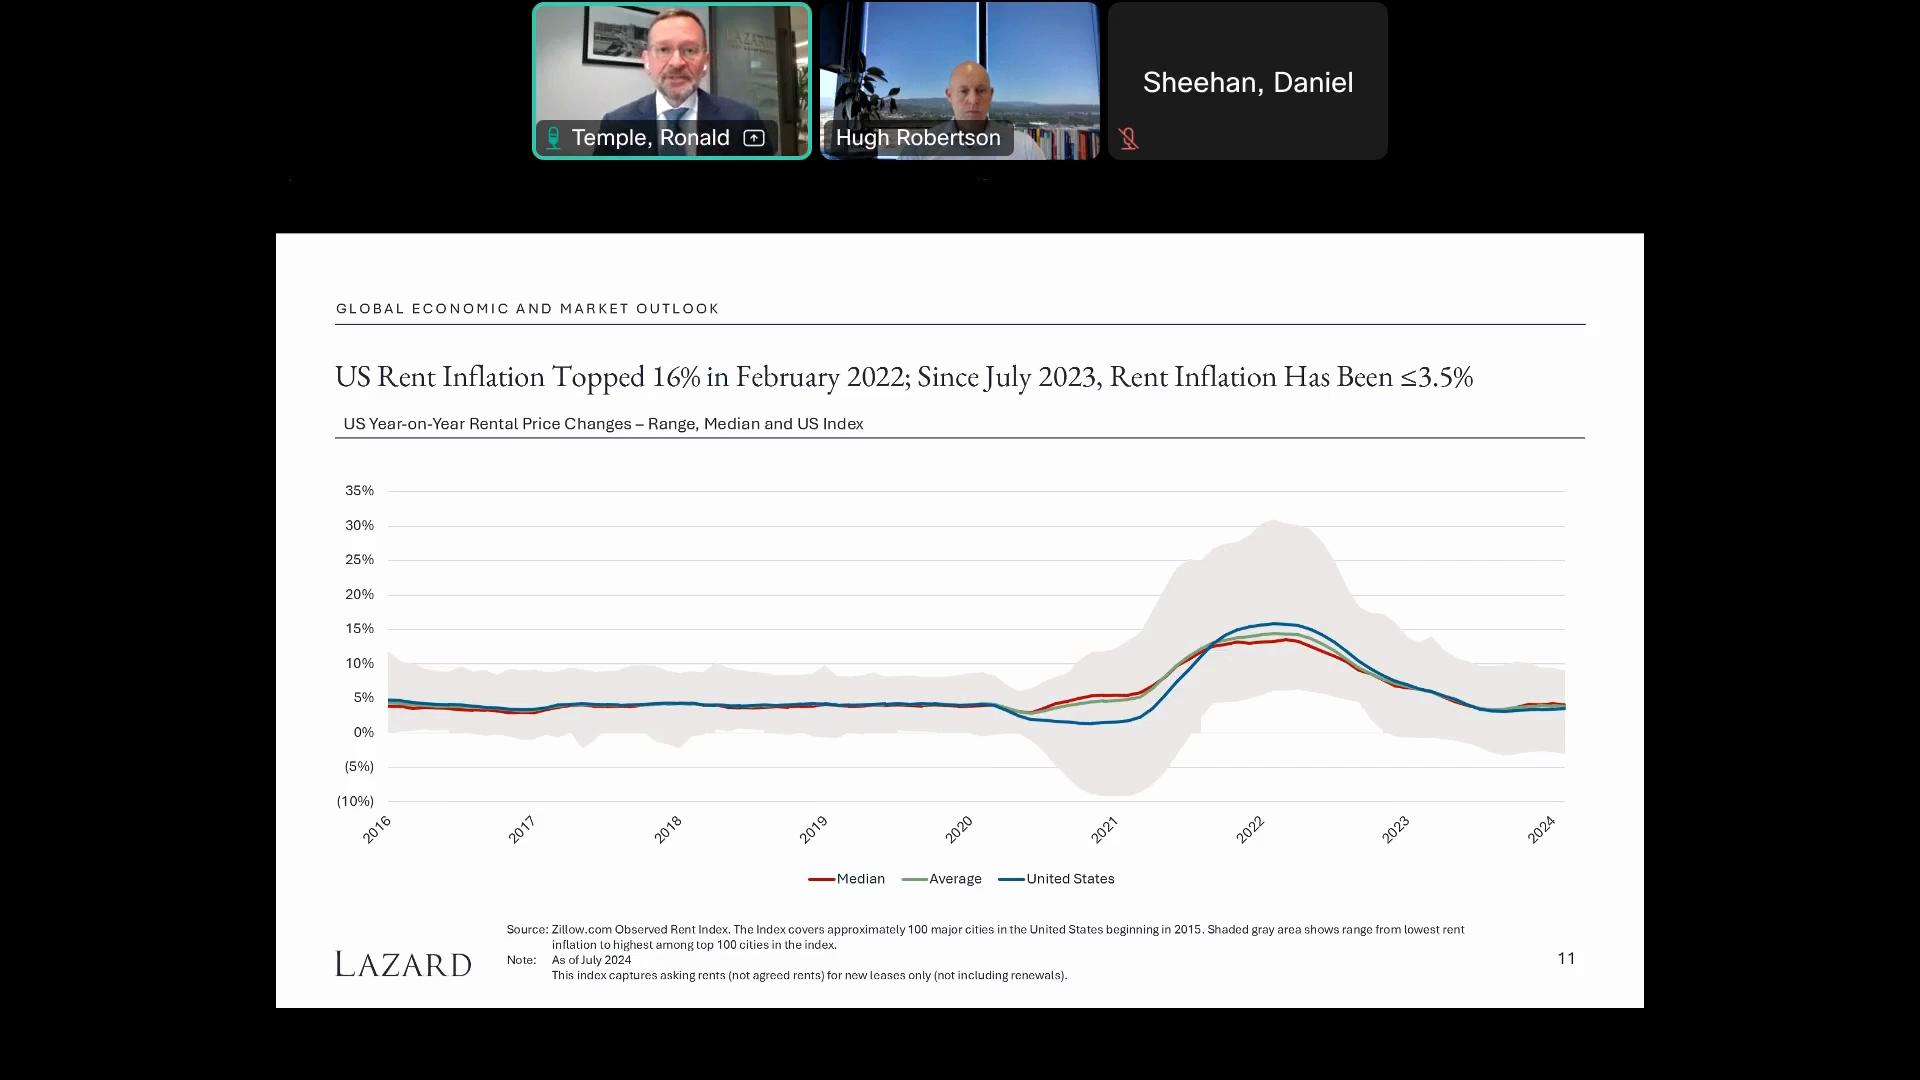 LAZARD
Temple, Ronald
Hugh Robertson
Sheehan, Daniel
GLOBAL ECONOMIC AND MARKET OUTLOOK
US Rent Inflation Topped 16% in February 2022; Since July 2023, Rent Inflation Has Been ≤3.5%
US Year-on-Year Rental Price Changes – Range, Median and US Index
35%
30%
25%
20%
15%
10%
5%
0%
(5%)
(10%)
2016
2017
2018
2019
2020
2021
2022
2023
2024
Median
Average
United States
Source: Zillow.com Observed Rent Index. The Index covers approximately 100 major cities in the United States beginning in 2015. Shaded gray area shows range from lowest rent
inflation to highest among top 100 cities in the index.
Note: As of July 2024
This index captures asking rents (not agreed rents) for new leases only (not including renewals).
LAZARD
11